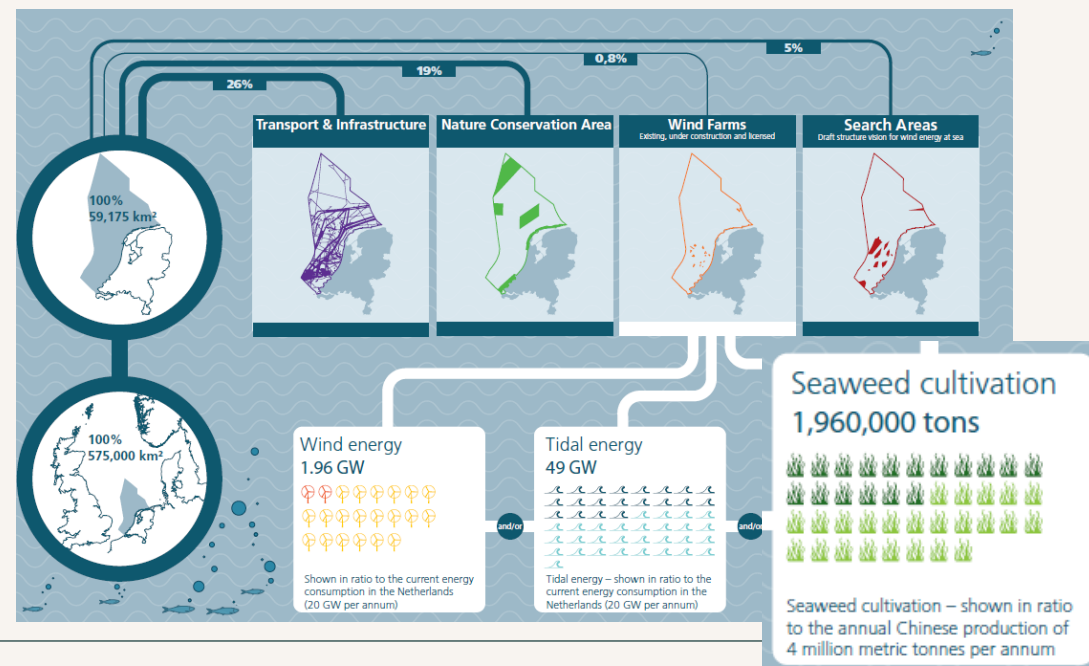 5%
0,8%
19%
26%
Transport & Infrastructure
Nature Conservation Area
Wind Farms
Existing, under construction and licensed
Search Areas
Draft structure vision for wind energy at sea
100%
59,175 km²
100%
575,000 km²
Wind energy
1.96 GW
Shown in ratio to the current energy
consumption in the Netherlands
(20 GW per annum)
and/or
Tidal energy
49 GW
Tidal energy – shown in ratio to the
current energy consumption in the
Netherlands (20 GW per annum)
and/or
Seaweed cultivation
1,960,000 tons
Seaweed cultivation – shown in ratio
to the annual Chinese production of
4 million metric tonnes per annum